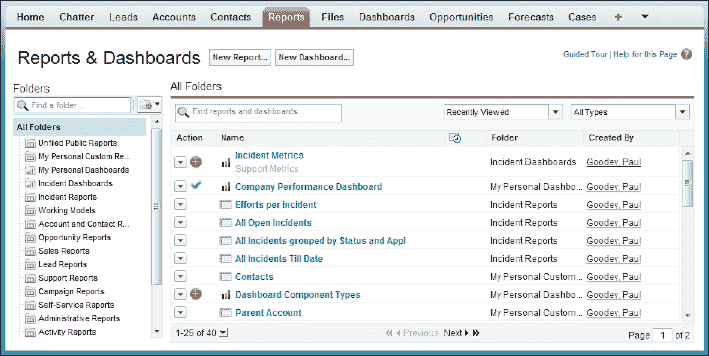 Home Chatter Leads Accounts Contacts Reports Files Dashboards Opportunities Forecasts Cases +
Reports & Dashboards New Report... New Dashboard...
Guided Tour | Help for this Page ?
Folders
Find a folder...
All Folders
Unfiled Public Reports
My Personal Custom Re...
My Personal Dashboards
Incident Dashboards
Incident Reports
Working Models
Account and Contact R...
Opportunity Reports
Sales Reports
Lead Reports
Support Reports
Campaign Reports
Self-Service Reports
Administrative Reports
Activity Reports
All Folders
Find reports and dashboards... Recently Viewed All Types
Action Name Folder Created By
Incident Metrics Incident Dashboards Goodey, Paul
Support Metrics
Company Performance Dashboard My Personal Dashbo... Goodey, Paul
Efforts per incident Incident Reports Goodey, Paul
All Open Incidents Incident Reports Goodey, Paul
All Incidents grouped by Status and Appl Incident Reports Goodey, Paul
All Incidents Till Date Incident Reports Goodey, Paul
Contacts My Personal Custom... Goodey, Paul
Dashboard Component Types My Personal Dashbo... Goodey, Paul
Parent Account My Personal Custom... Goodey, Paul
1-25 of 40 Previous Next Page 1 of 2